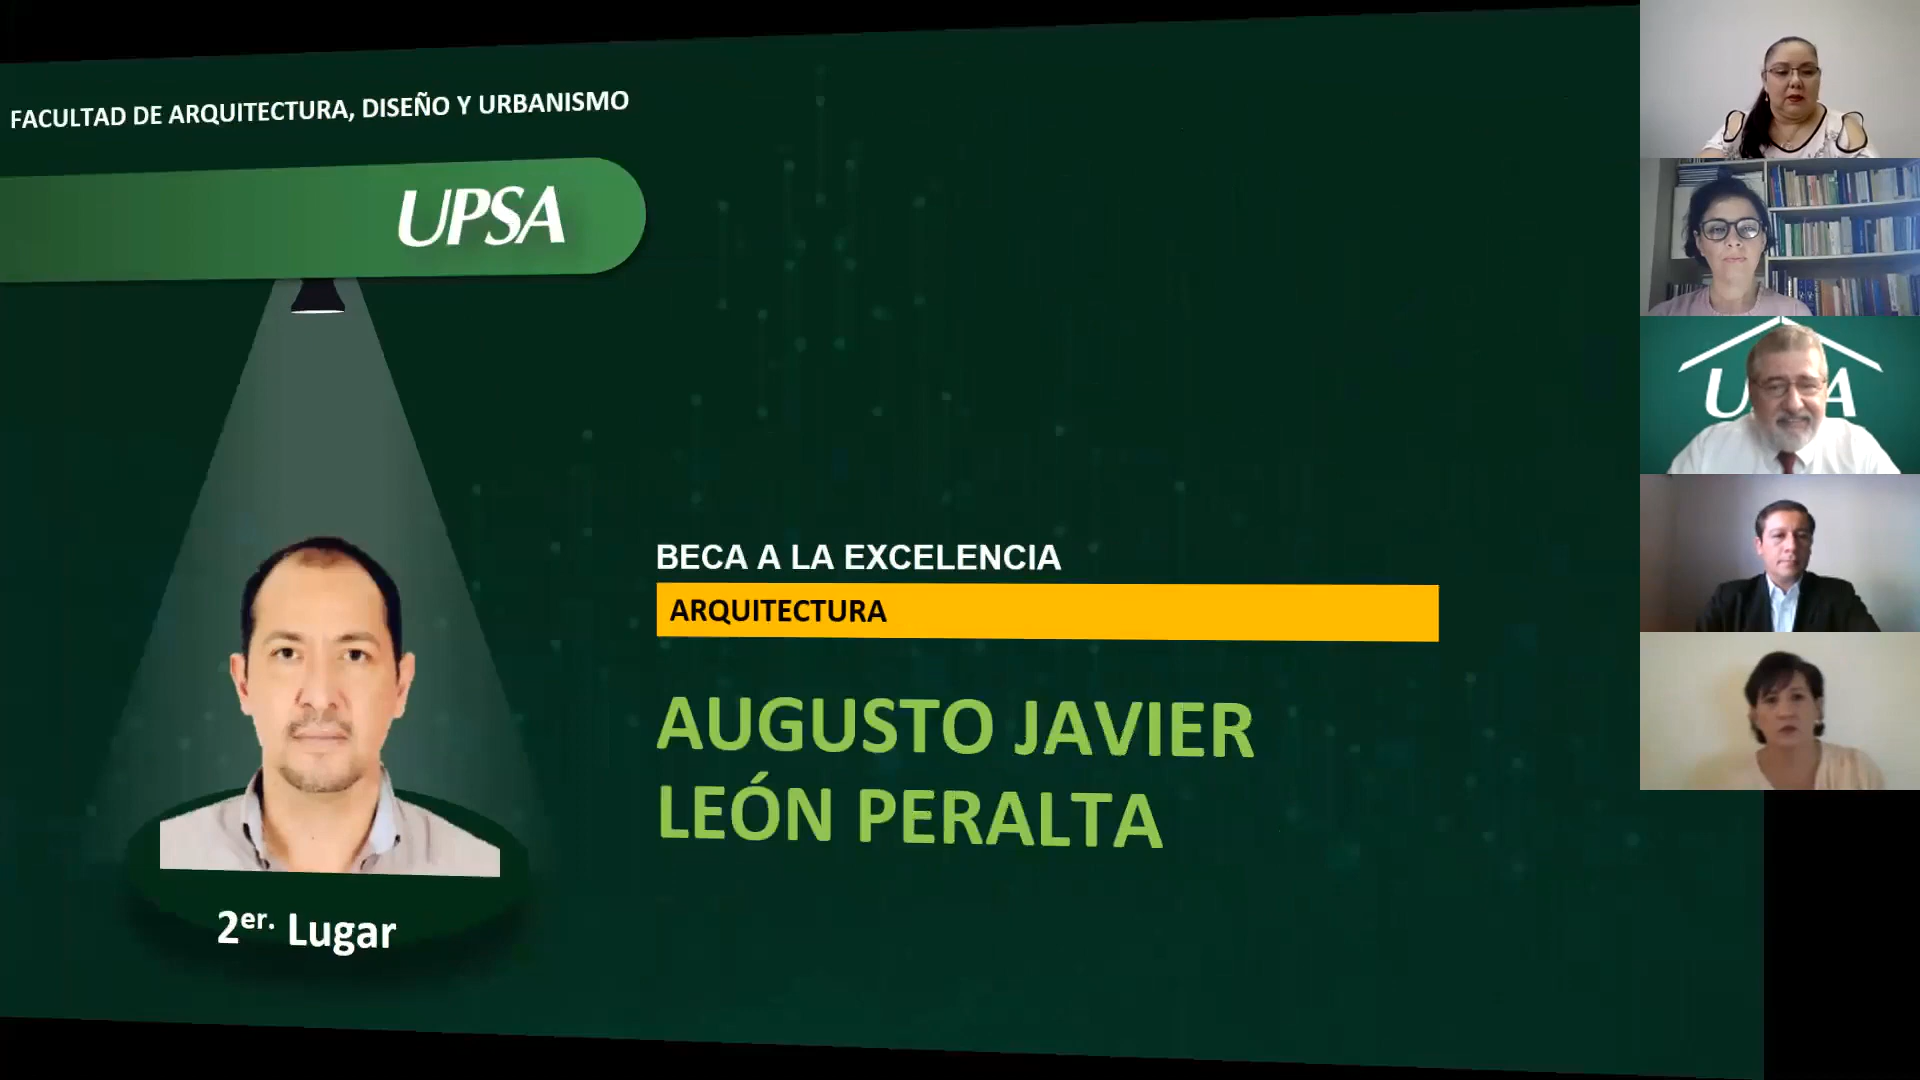 FACULTAD DE ARQUITECTURA, DISEÑO Y URBANISMO
UPSA
BECA A LA EXCELENCIA
ARQUITECTURA
AUGUSTO JAVIER
LEÓN PERALTA
2er. Lugar